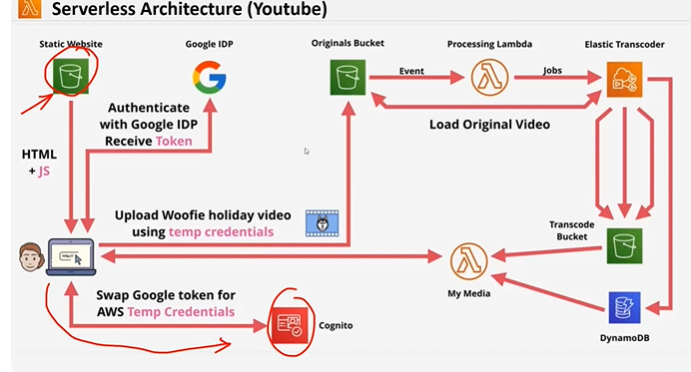 Serverless Architecture (Youtube)
Static Website
Google IDP
Originals Bucket
Processing Lambda
Elastic Transcoder
Event
Jobs
Authenticate
with Google IDP
Receive Token
Load Original Video
HTML
+ JS
Upload Woofie holiday video
using temp credentials
Transcode
Bucket
My Media
Swap Google token for
AWS Temp Credentials
Cognito
DynamoDB